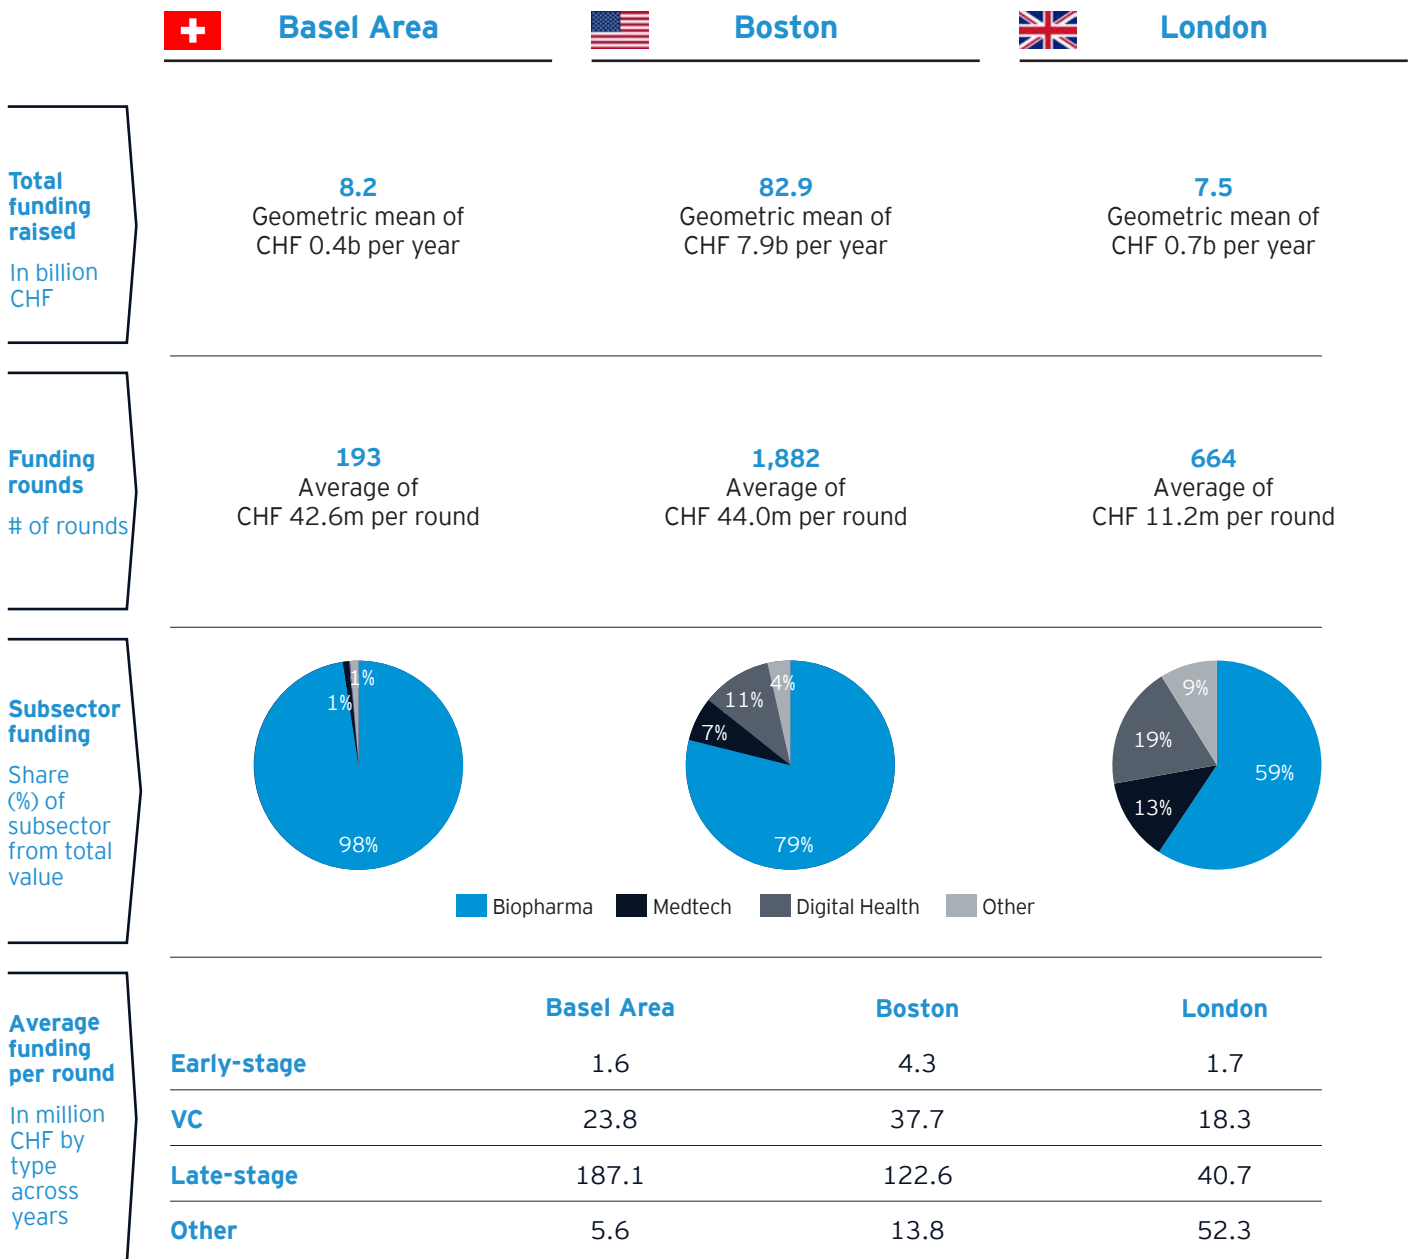 Basel Area
Boston
London
Total
funding
raised
In billion
CHF
8.2
Geometric mean of
CHF 0.4b per year
82.9
Geometric mean of
CHF 7.9b per year
7.5
Geometric mean of
CHF 0.7b per year
Funding
rounds
# of rounds
193
Average of
CHF 42.6m per round
1,882
Average of
CHF 44.0m per round
664
Average of
CHF 11.2m per round
Subsector
funding
Share
(%) of
subsector
from total
value
1%
1%
98%
4%
11%
7%
79%
9%
19%
13%
59%
Biopharma
Medtech
Digital Health
Other
Average
funding
per round
In million
CHF by
type
across
years
Basel Area Boston London
Early-stage 1.6 4.3 1.7
VC 23.8 37.7 18.3
Late-stage 187.1 122.6 40.7
Other 5.6 13.8 52.3